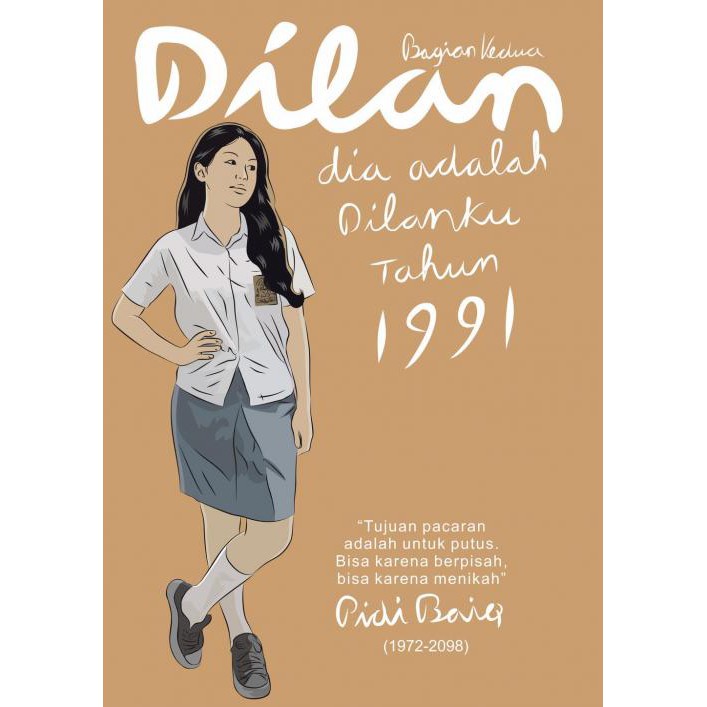 Bagian Kedua
Dilan
dia adalah
Dilanku
Tahun
1991
“Tujuan pacaran
adalah untuk putus.
Bisa karena berpisah,
bisa karena menikah”
Pidi Baiq
(1972-2098)